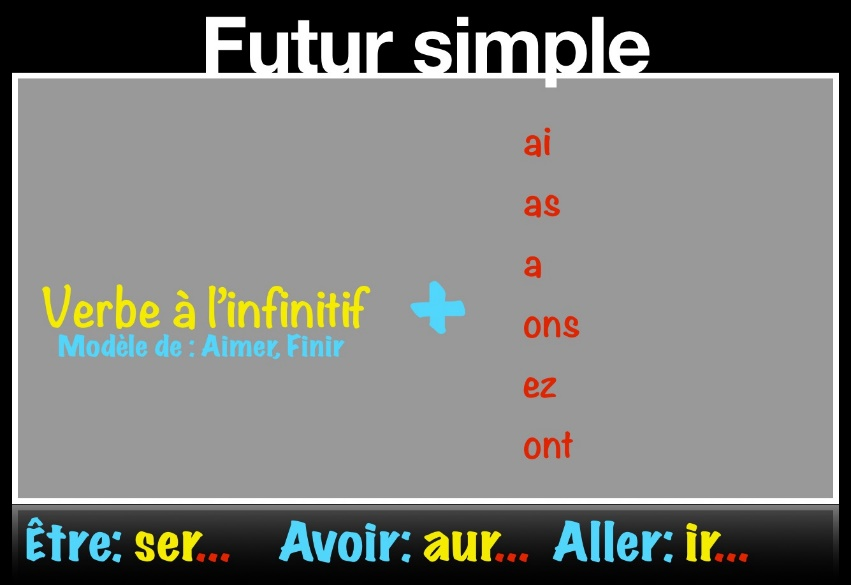 Futur simple
ai
as
a
Verbe à l'infinitif +
ons
Modèle de : Aimer, Finir
ez
ont
Être: ser... Avoir: aur... Aller: ir...